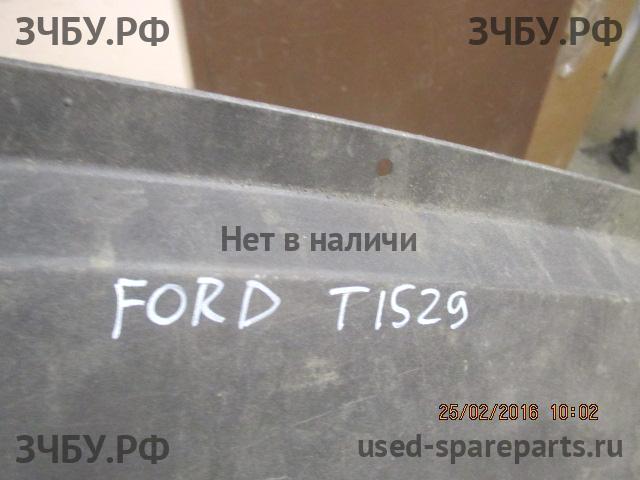 ЗЧБУ.РФ ЗЧБУ.РФ
Нет в наличи
FORD T1529
25/02/2016 10:02
ЗЧБУ.РФ used-spareparts.ru